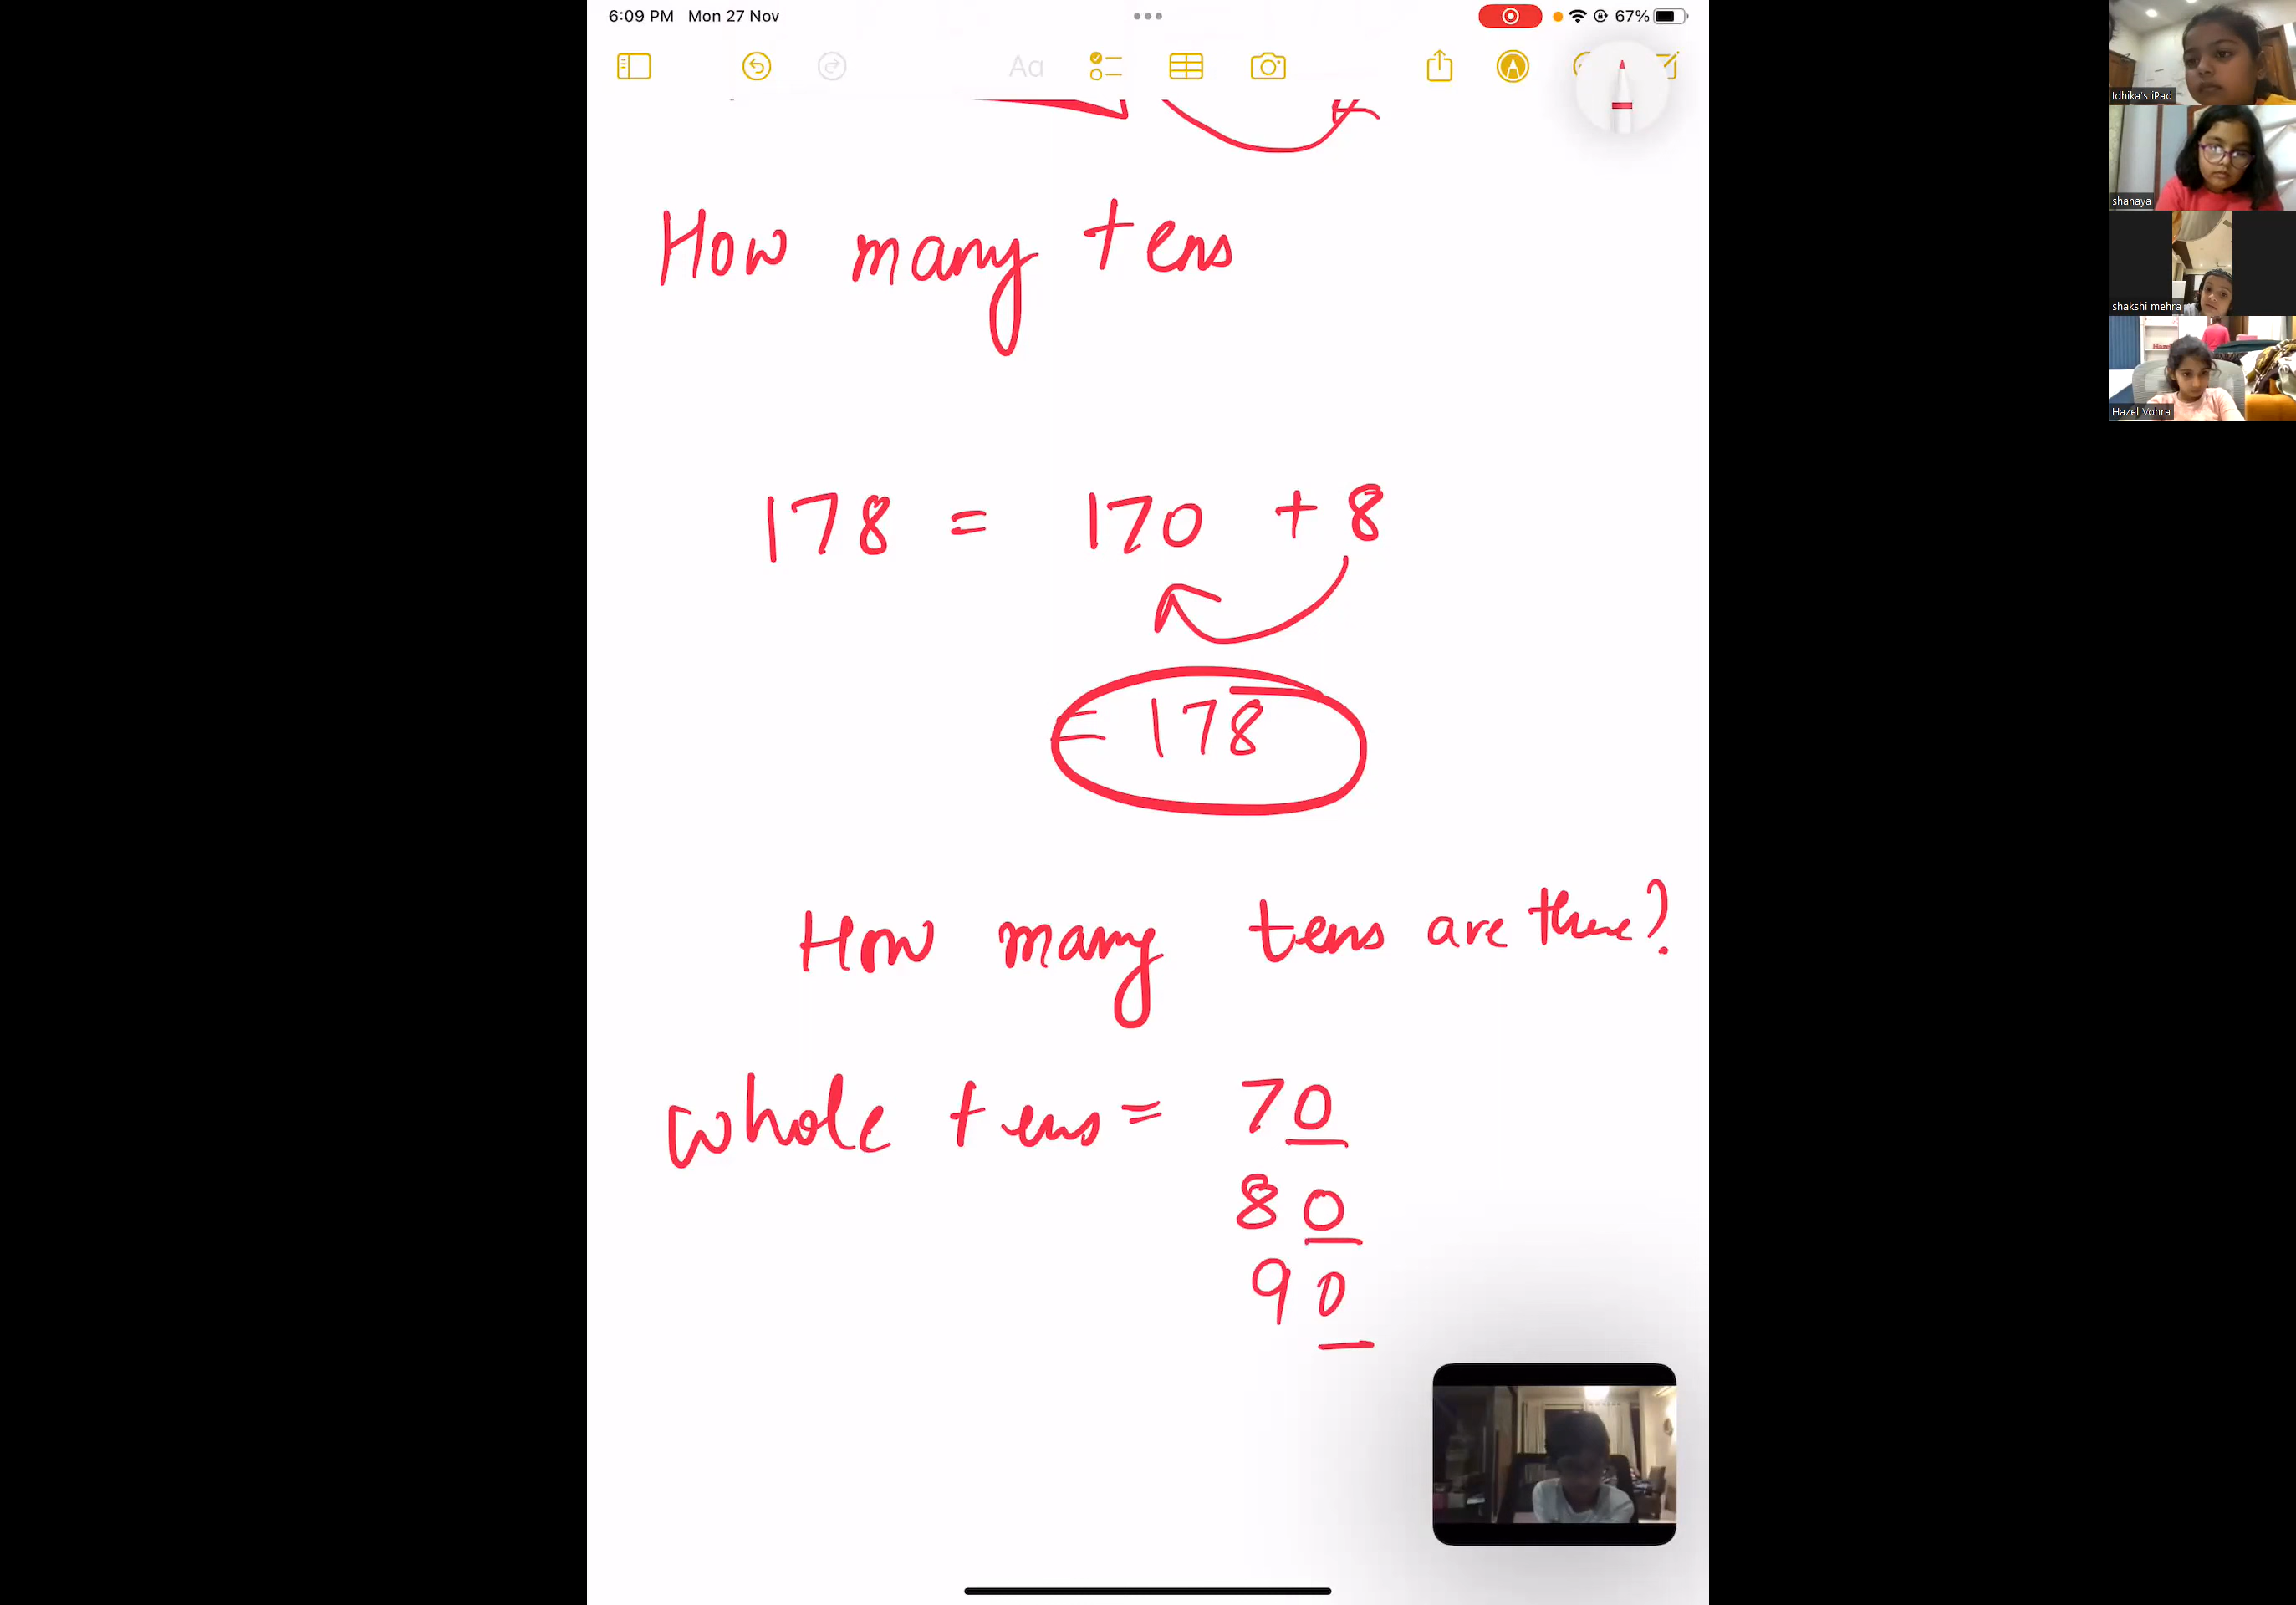 6:09 PM Mon 27 Nov
67%
Aa
How many tens
178 = 170 + 8
= 178
How many tens are there?
whole tens = 70
80
90
Idhika's iPad
shanaya
shakshi mehra
Hazel Vohra